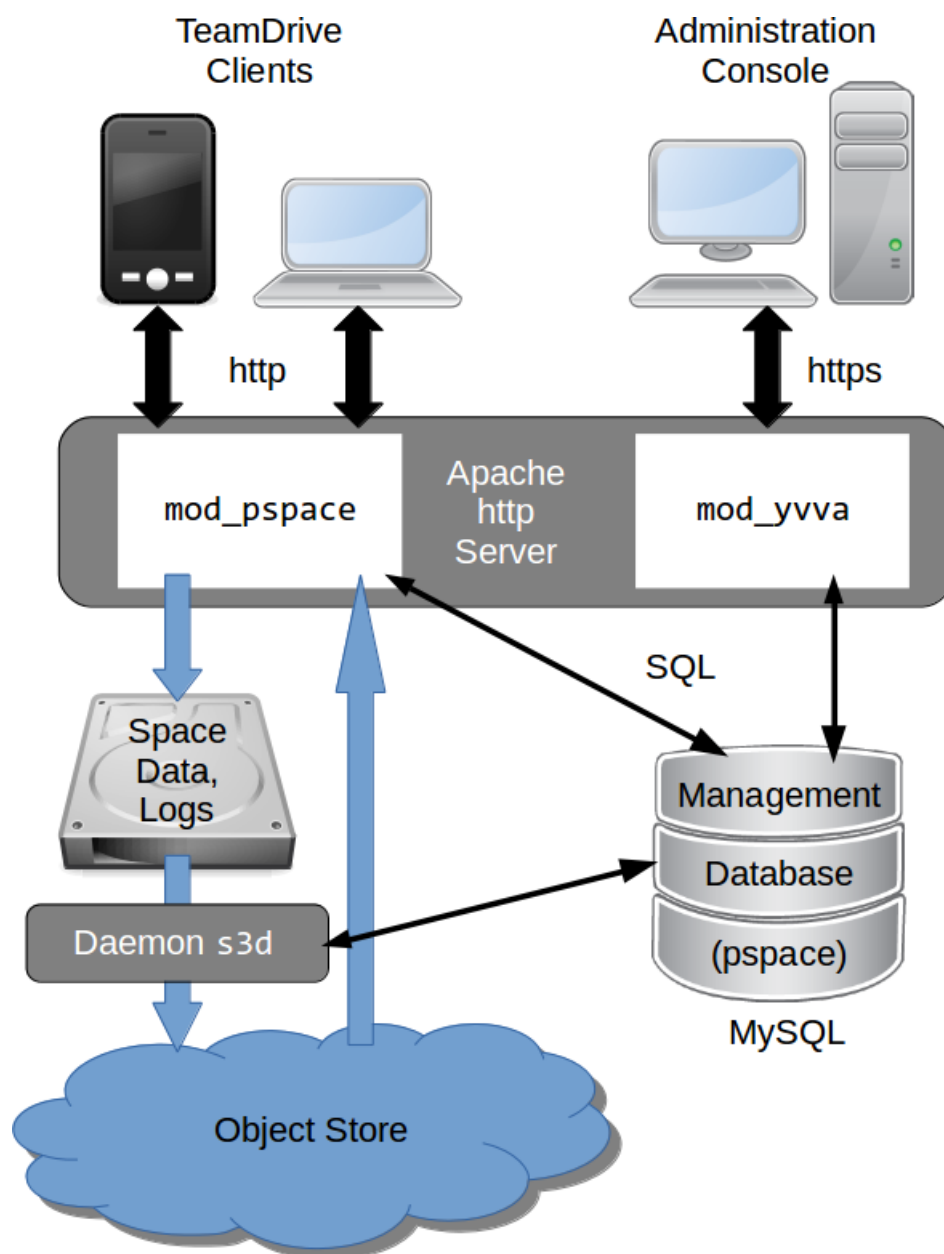 TeamDrive
Clients
Administration
Console
http
https
mod_pspace
Apache
http
Server
mod_yvva
SQL
Space
Data,
Logs
Management
Database
(pspace)
MySQL
Daemon s3d
Object Store